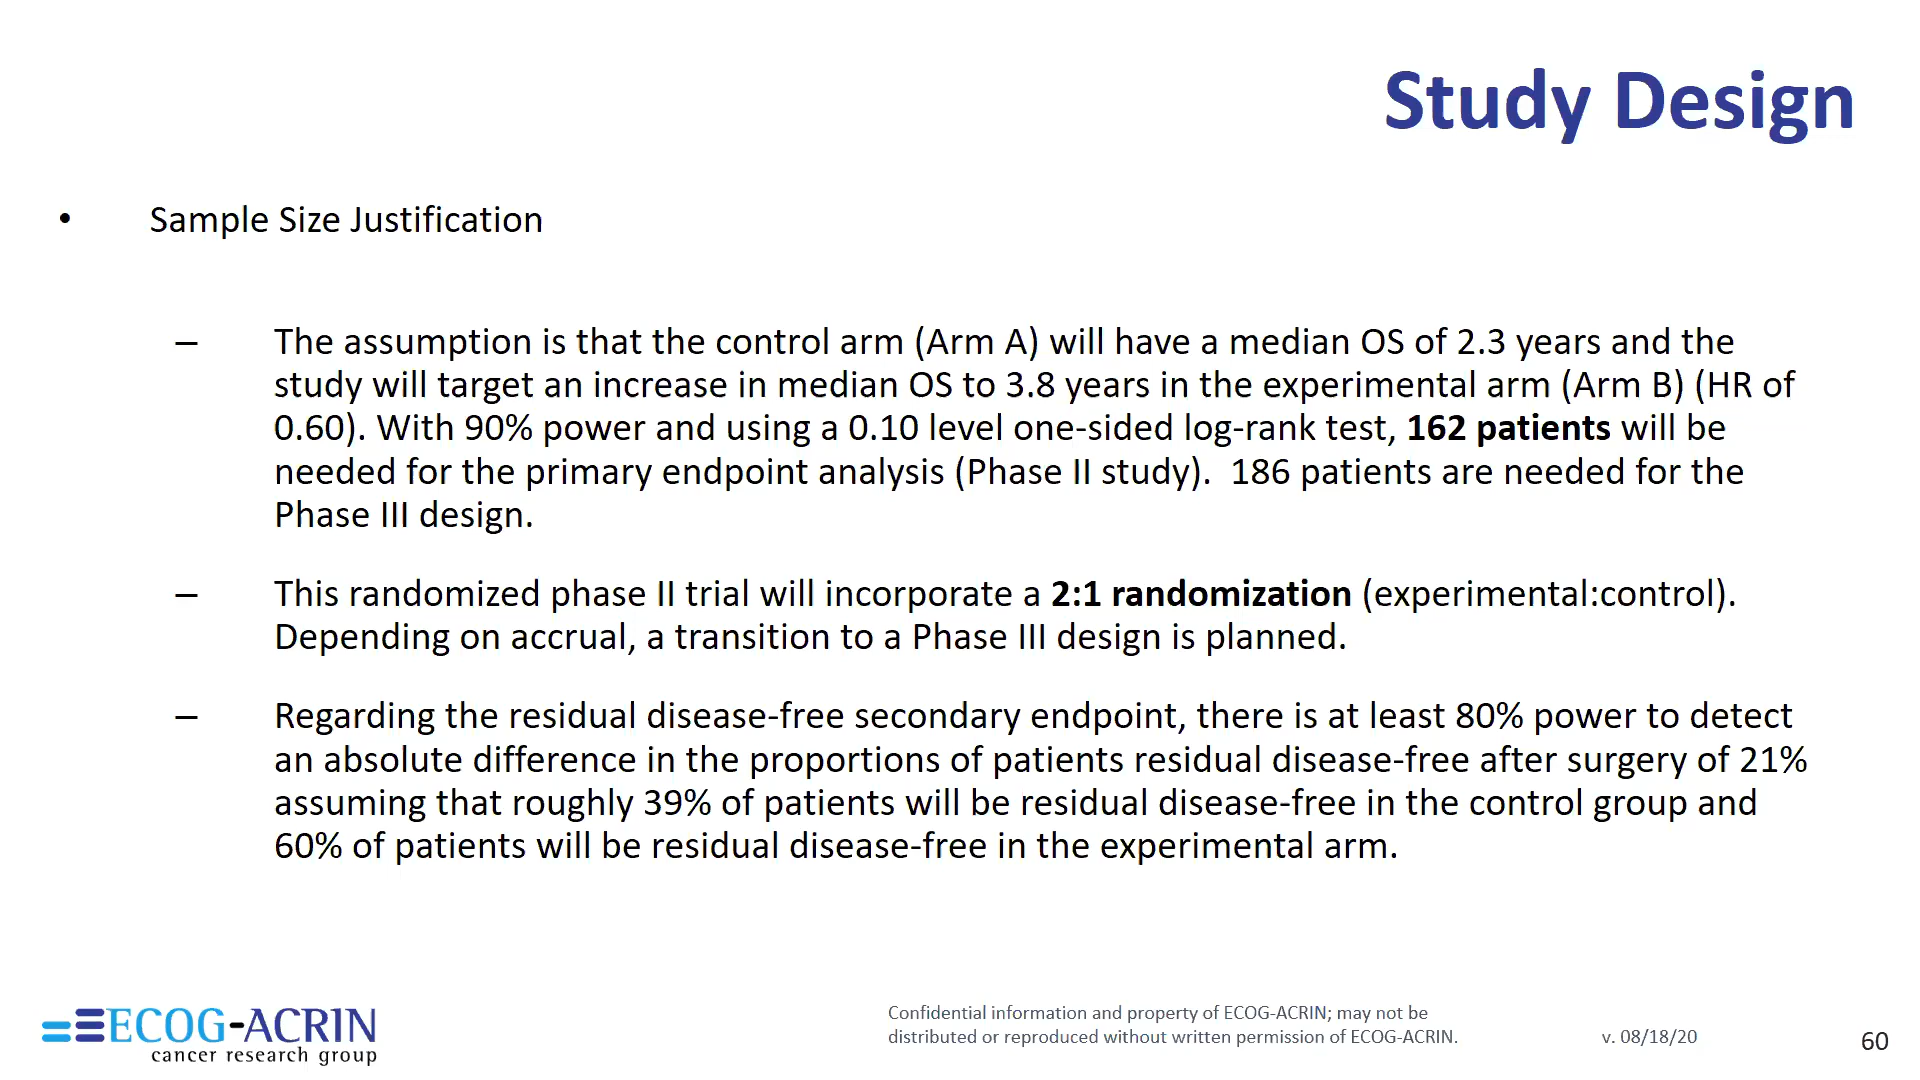 Study Design
• Sample Size Justification
– The assumption is that the control arm (Arm A) will have a median OS of 2.3 years and the
study will target an increase in median OS to 3.8 years in the experimental arm (Arm B) (HR of
0.60). With 90% power and using a 0.10 level one-sided log-rank test, 162 patients will be
needed for the primary endpoint analysis (Phase II study).  186 patients are needed for the
Phase III design.
– This randomized phase II trial will incorporate a 2:1 randomization (experimental:control).
Depending on accrual, a transition to a Phase III design is planned.
– Regarding the residual disease-free secondary endpoint, there is at least 80% power to detect
an absolute difference in the proportions of patients residual disease-free after surgery of 21%
assuming that roughly 39% of patients will be residual disease-free in the control group and
60% of patients will be residual disease-free in the experimental arm.
ECOG-ACRIN
cancer research group
Confidential information and property of ECOG-ACRIN; may not be
distributed or reproduced without written permission of ECOG-ACRIN.
v. 08/18/20
60